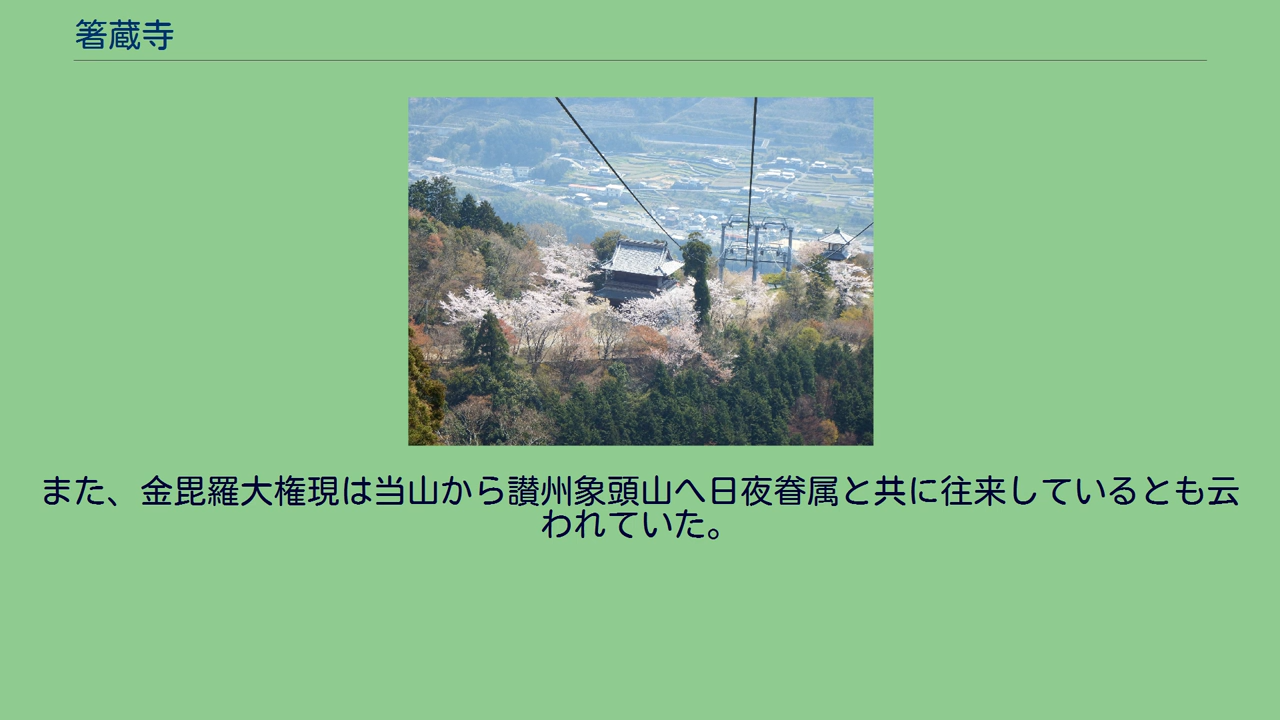 箸蔵寺
また、金毘羅大権現は当山から讃州象頭山へ日夜眷属と共に往来しているとも云
われていた。